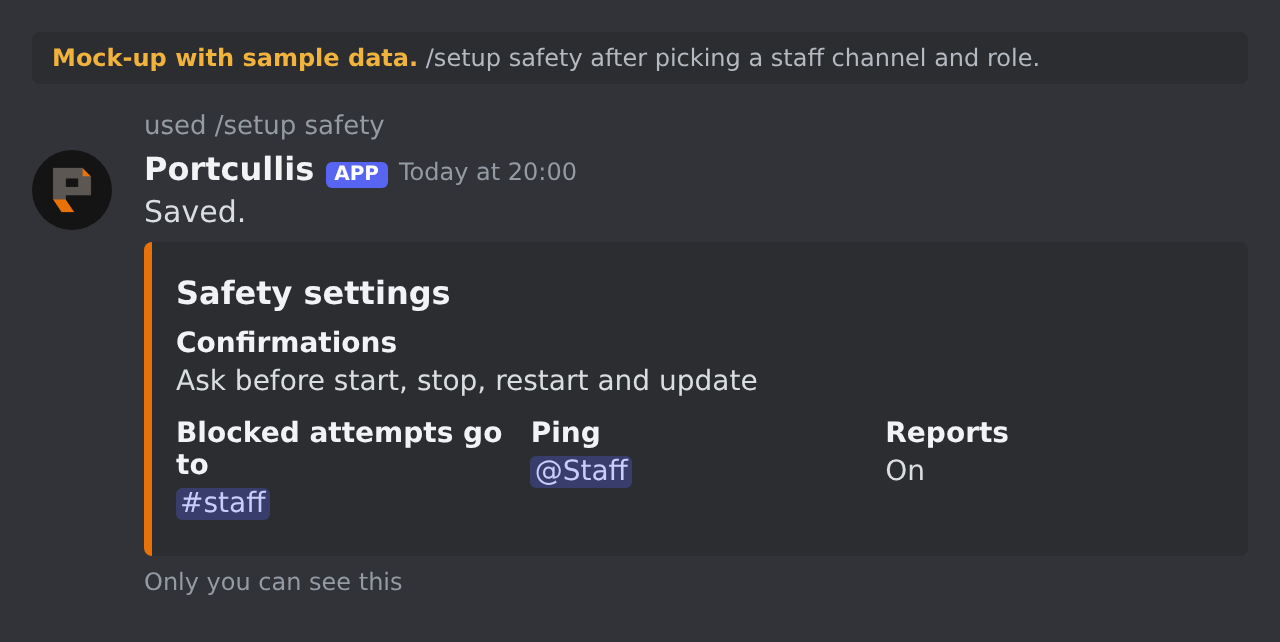 Mock-up with sample data. /setup safety after picking a staff channel and role.
used /setup safety
Portcullis APP Today at 20:00
Saved.
Safety settings
Confirmations
Ask before start, stop, restart and update
Blocked attempts go to
#staff
Ping
@Staff
Reports
On
Only you can see this